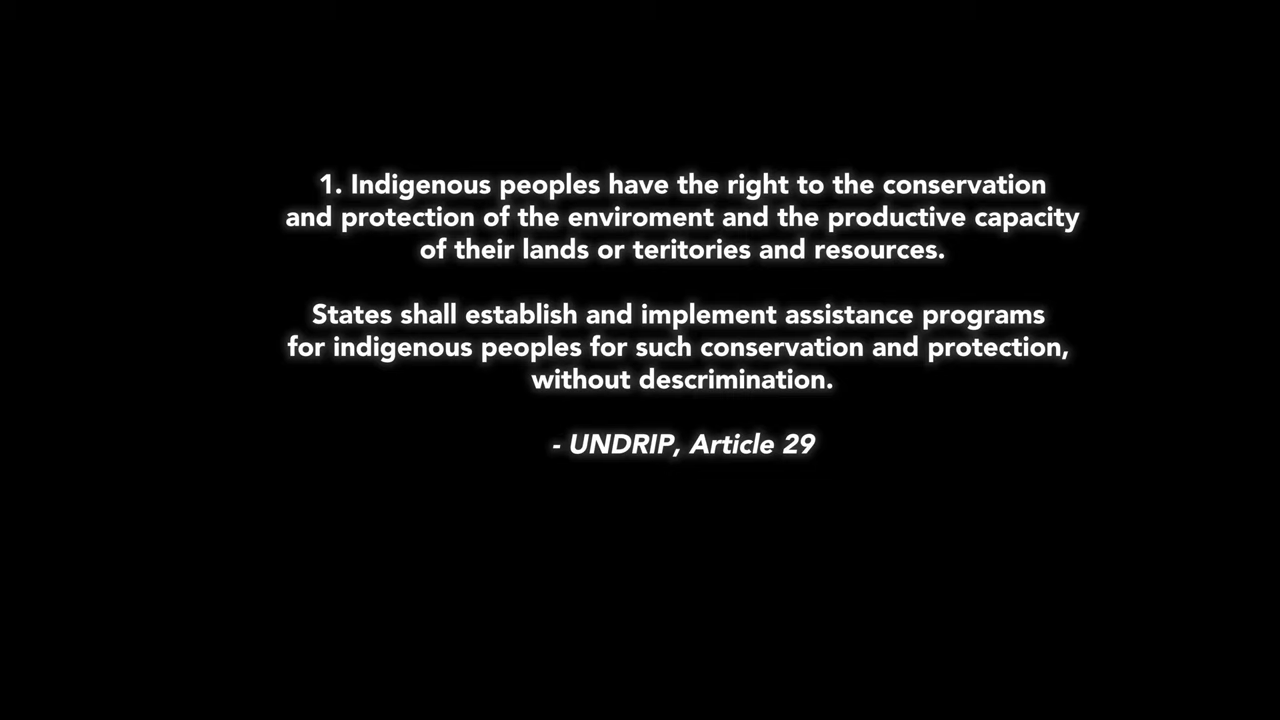 1. Indigenous peoples have the right to the conservation
and protection of the enviroment and the productive capacity
of their lands or teritories and resources.
States shall establish and implement assistance programs
for indigenous peoples for such conservation and protection,
without descrimination.
- UNDRIP, Article 29